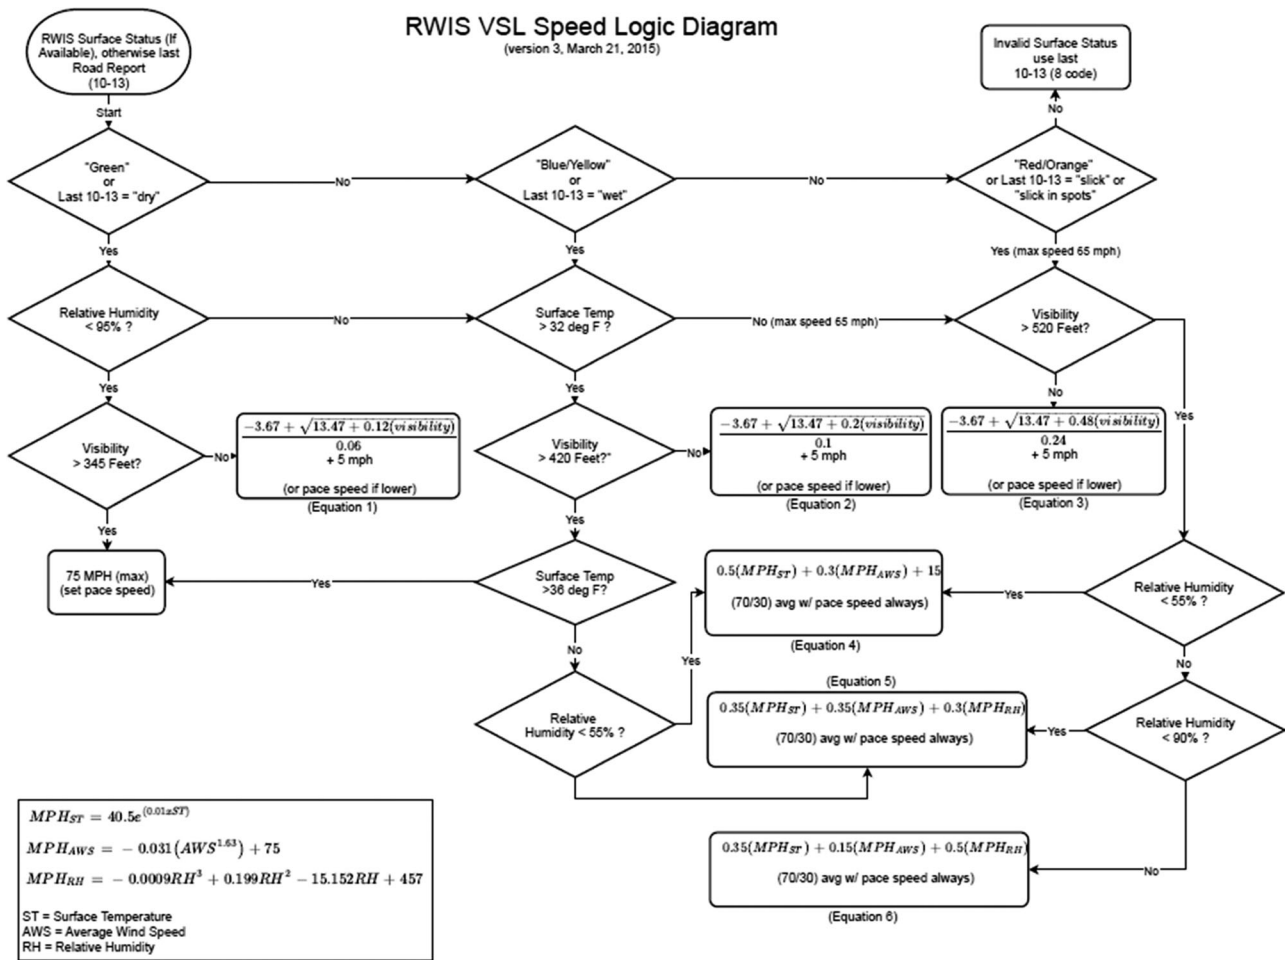 RWIS VSL Speed Logic Diagram
(version 3, March 21, 2015)
RWIS Surface Status (If
Available), otherwise last
Road Report
(10-13)
Invalid Surface Status
use last
10-13 (8 code)
Start
No
"Green"
or
Last 10-13 = "dry"
No
"Blue/Yellow"
or
Last 10-13 = "wet"
No
"Red/Orange"
or Last 10-13 = "slick" or
"slick in spots"
Yes
Yes
Yes (max speed 65 mph)
Relative Humidity
< 95% ?
No
Surface Temp
> 32 deg F ?
No (max speed 65 mph)
Visibility
> 520 Feet?
Yes
Yes
No
Yes
Visibility
> 345 Feet?
No
−3.67 + √13.47 + 0.12(visibility)
0.06
+ 5 mph
(or pace speed if lower)
(Equation 1)
Visibility
> 420 Feet?"
No
−3.67 + √13.47 + 0.2(visibility)
0.1
+ 5 mph
(or pace speed if lower)
(Equation 2)
−3.67 + √13.47 + 0.48(visibility)
0.24
+ 5 mph
(or pace speed if lower)
(Equation 3)
Yes
Yes
75 MPH (max)
(set pace speed)
Yes
Surface Temp
>36 deg F?
0.5(MPH_ST) + 0.3(MPH_AWS) + 15
(70/30) avg w/ pace speed always)
(Equation 4)
Yes
Relative Humidity
< 55% ?
No
Yes
No
(Equation 5)
Relative
Humidity < 55% ?
0.35(MPH_ST) + 0.35(MPH_AWS) + 0.3(MPH_RH)
(70/30) avg w/ pace speed always)
Yes
Relative Humidity
< 90% ?
MPH_ST = 40.5e^(0.01xST)
MPH_AWS = − 0.031(AWS^1.63) + 75
MPH_RH = − 0.0009RH³ + 0.199RH² − 15.152RH + 457
ST = Surface Temperature
AWS = Average Wind Speed
RH = Relative Humidity
0.35(MPH_ST) + 0.15(MPH_AWS) + 0.5(MPH_RH)
(70/30) avg w/ pace speed always)
(Equation 6)
No